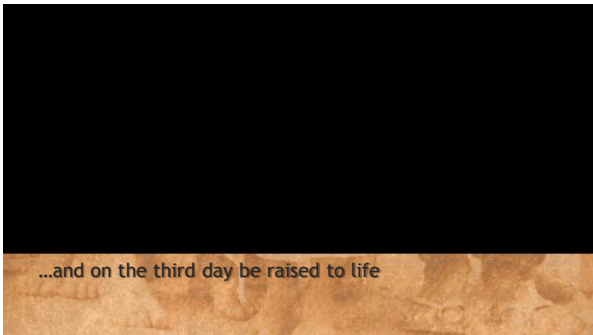 …and on the third day be raised to life